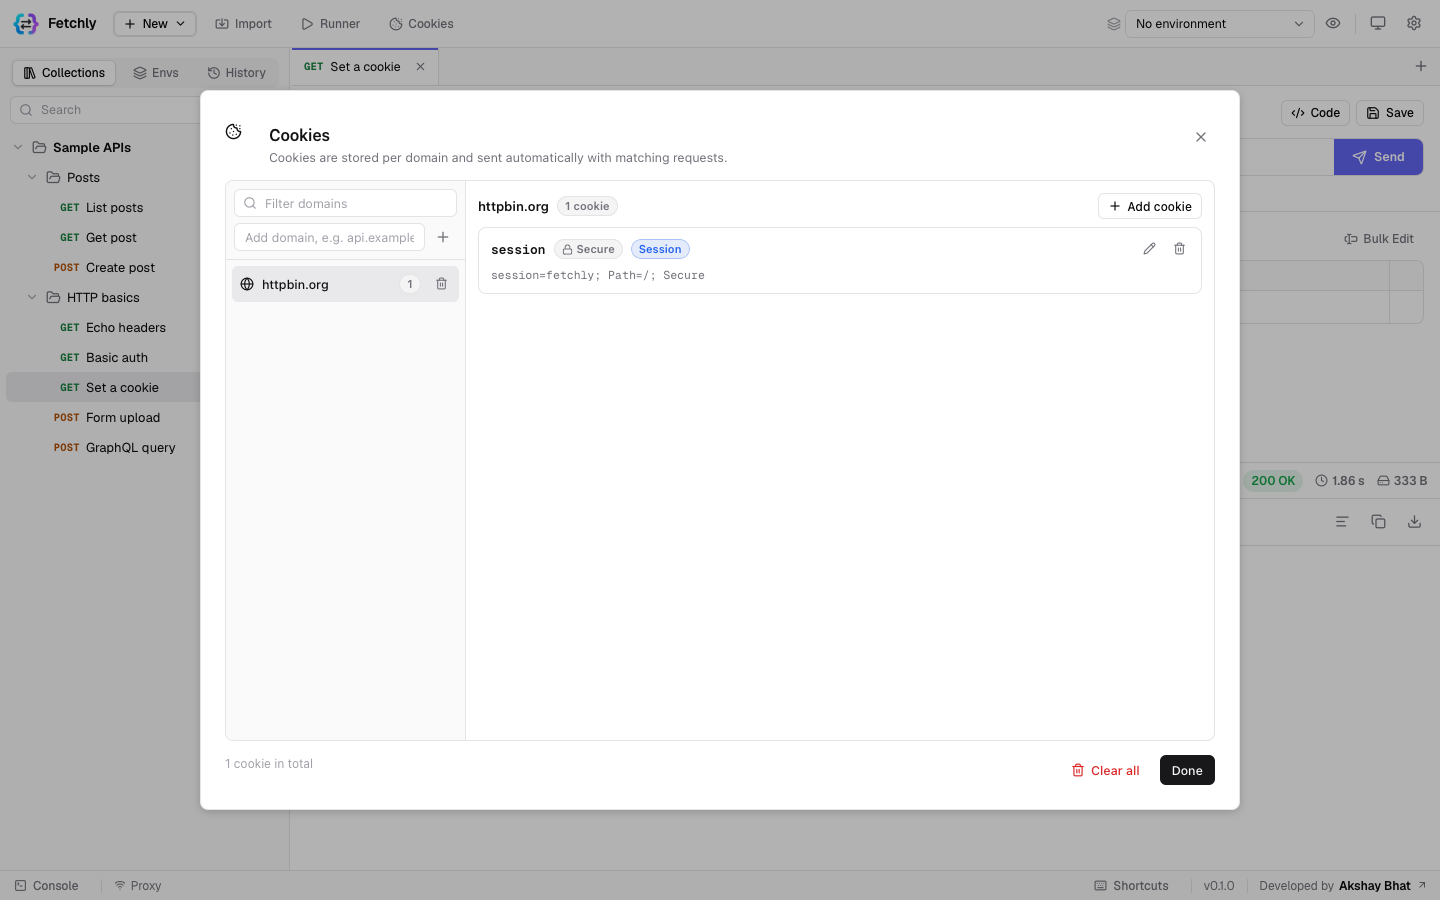 Fetchly
New
Import
Runner
Cookies
No environment
Collections
Envs
History
GET Set a cookie
Search
Code
Save
Sample APIs
Posts
GET List posts
GET Get post
POST Create post
HTTP basics
GET Echo headers
GET Basic auth
GET Set a cookie
POST Form upload
POST GraphQL query
Send
Bulk Edit
200 OK
1.86 s
333 B
Cookies
Cookies are stored per domain and sent automatically with matching requests.
Filter domains
Add domain, e.g. api.example
httpbin.org
1
httpbin.org
1 cookie
Add cookie
session
Secure
Session
session=fetchly; Path=/; Secure
1 cookie in total
Clear all
Done
Console
Proxy
Shortcuts
v0.1.0
Developed by Akshay Bhat